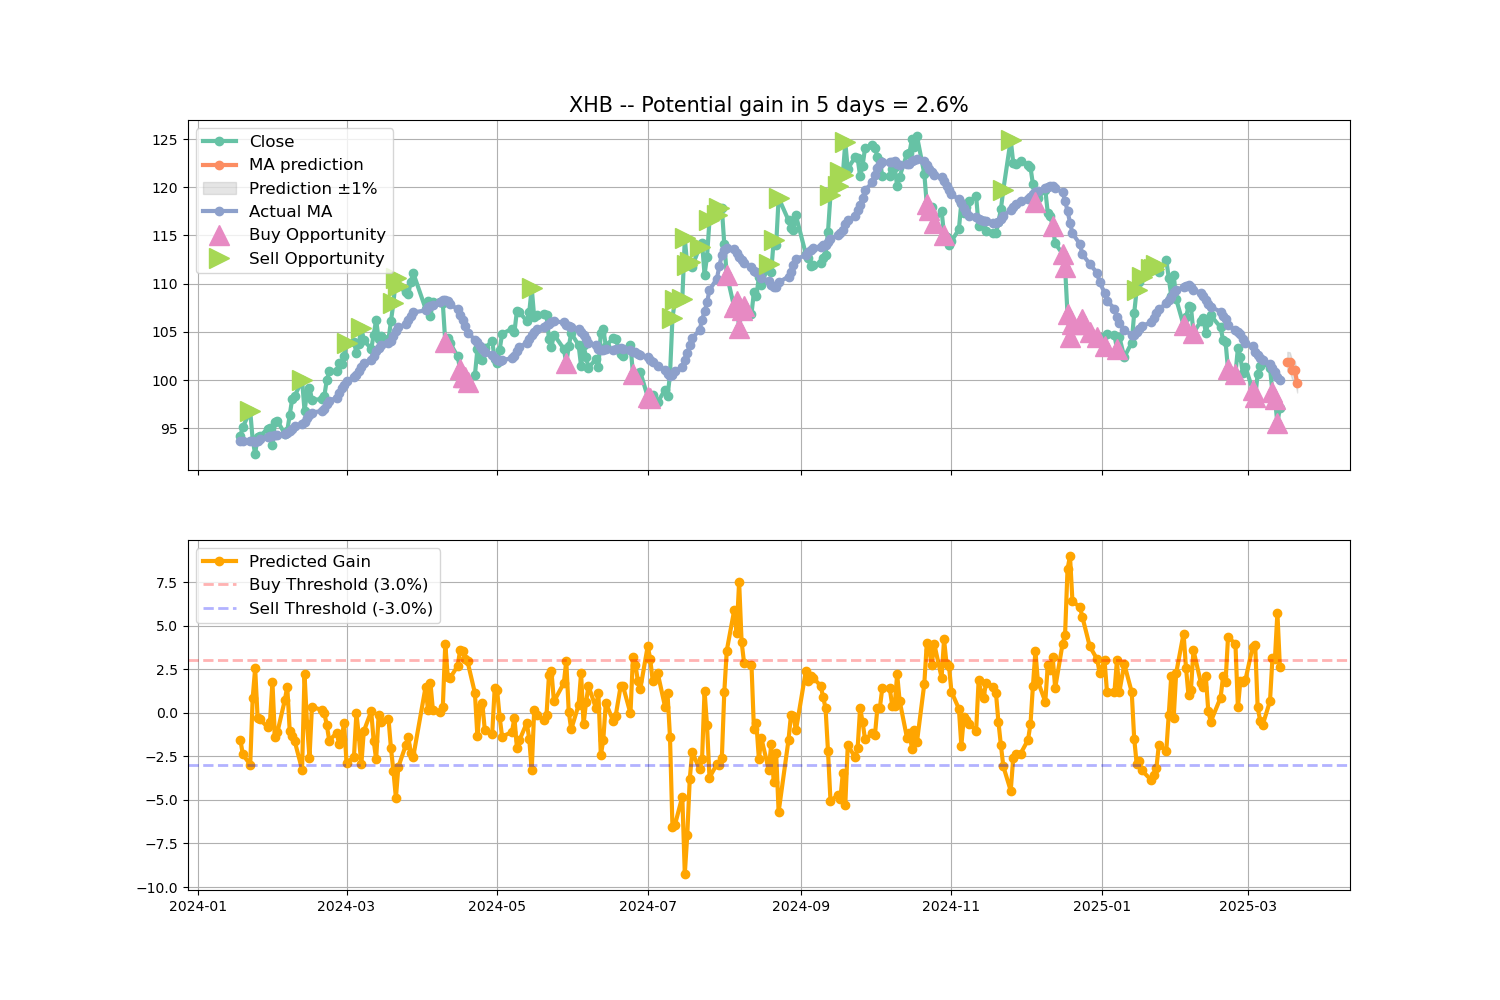 XHB -- Potential gain in 5 days = 2.6%
Close
MA prediction
Prediction ±1%
Actual MA
Buy Opportunity
Sell Opportunity
125
120
115
110
105
100
95
Predicted Gain
Buy Threshold (3.0%)
Sell Threshold (-3.0%)
7.5
5.0
2.5
0.0
−2.5
−5.0
−7.5
−10.0
2024-01 2024-03 2024-05 2024-07 2024-09 2024-11 2025-01 2025-03